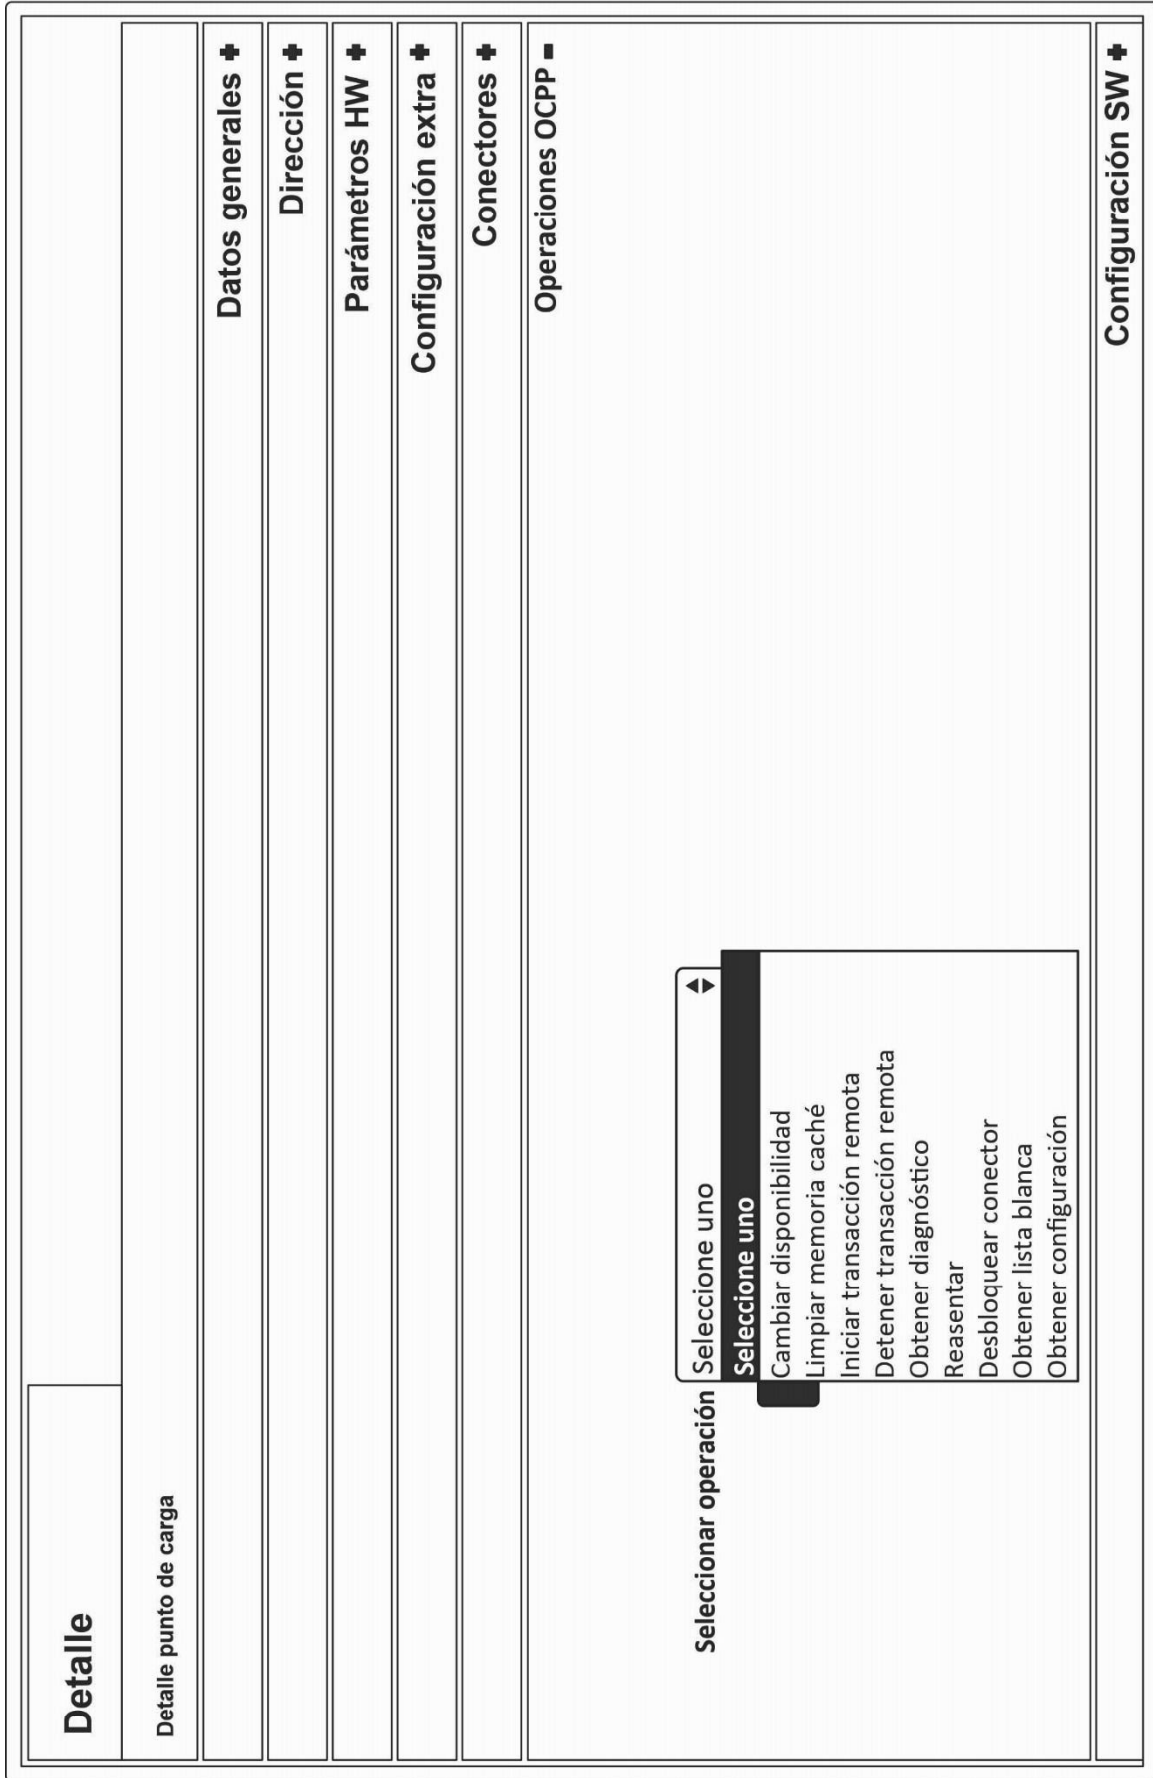 Detalle
Detalle punto de carga
Datos generales
Dirección
Parámetros HW
Configuración extra
Conectores
Operaciones OCPP
Seleccionar operación
Seleccione uno
Seleccione uno
Cambiar disponibilidad
Limpiar memoria caché
Iniciar transacción remota
Detener transacción remota
Obtener diagnóstico
Reasentar
Desbloquear conector
Obtener lista blanca
Obtener configuración
Configuración SW